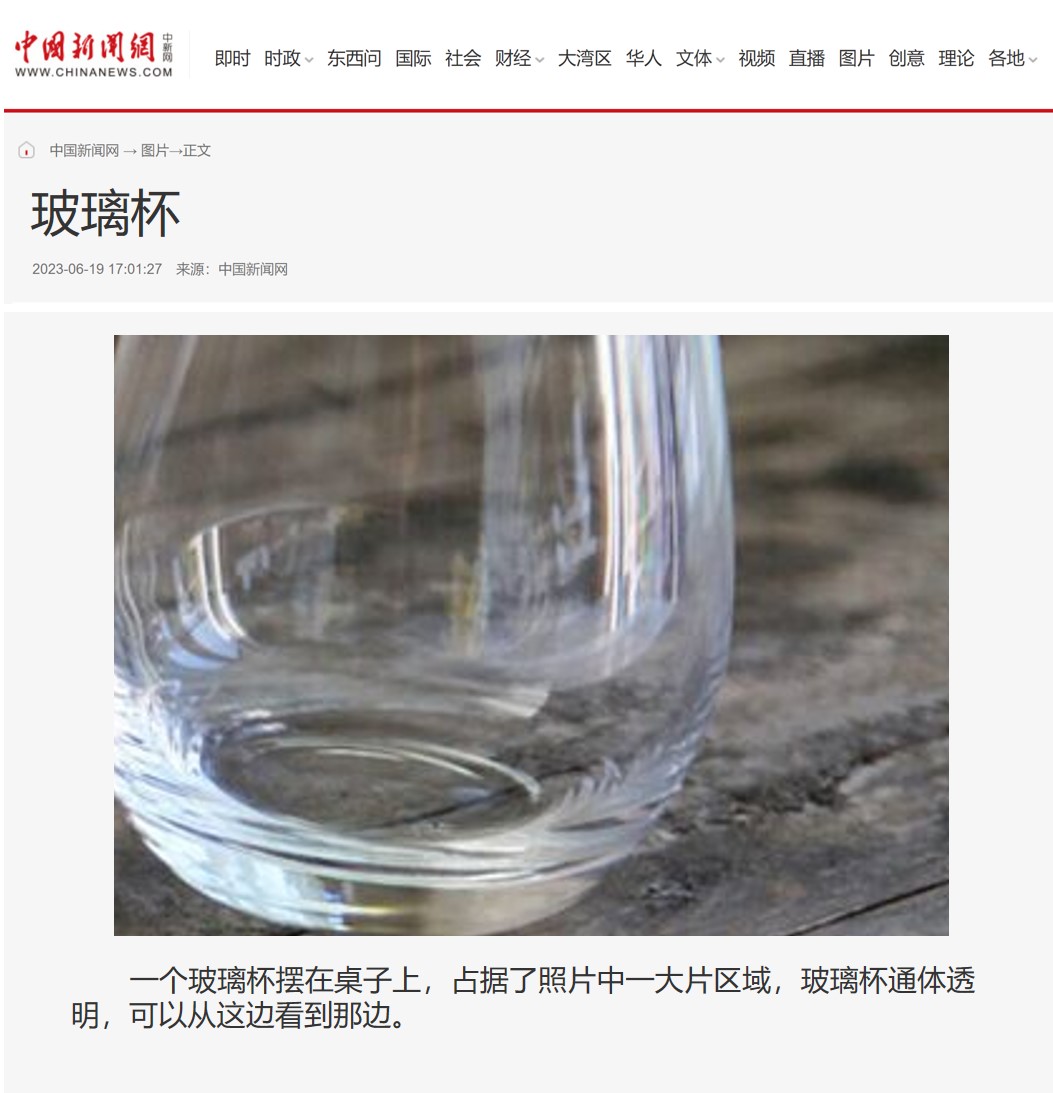 中國新聞網 中新网
WWW.CHINANEWS.COM
即时 时政 东西问 国际 社会 财经 大湾区 华人 文体 视频 直播 图片 创意 理论 各地
中国新闻网 → 图片→正文
玻璃杯
2023-06-19 17:01:27 来源：中国新闻网
一个玻璃杯摆在桌子上，占据了照片中一大片区域，玻璃杯通体透
明，可以从这边看到那边。